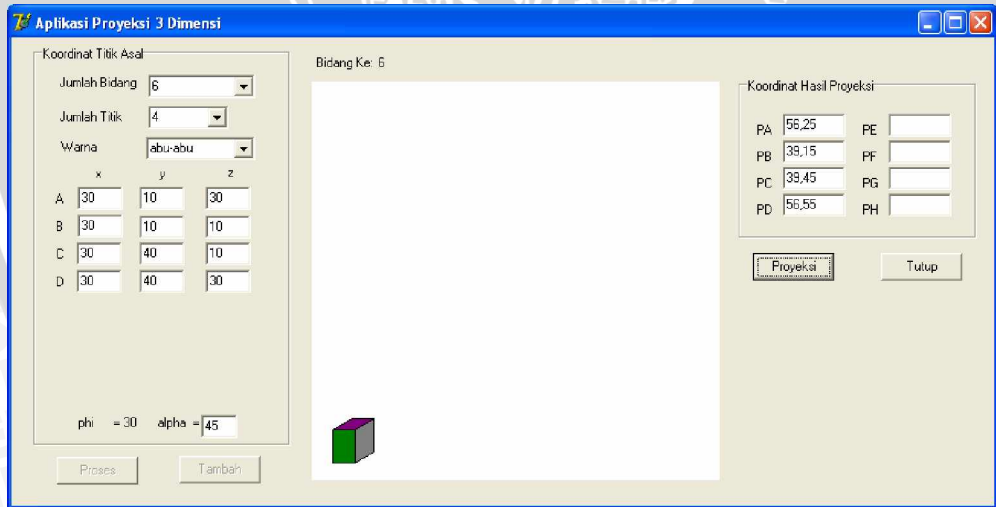 Aplikasi Proyeksi 3 Dimensi
Koordinat Titik Asal
Jumlah Bidang 6
Jumlah Titik 4
Warna abu-abu
x y z
A 30 10 30
B 30 10 10
C 30 40 10
D 30 40 30
phi = 30 alpha = 45
Proses Tambah
Bidang Ke: 6
Koordinat Hasil Proyeksi
PA 56,25 PE
PB 39,15 PF
PC 39,45 PG
PD 56,55 PH
Proyeksi Tutup